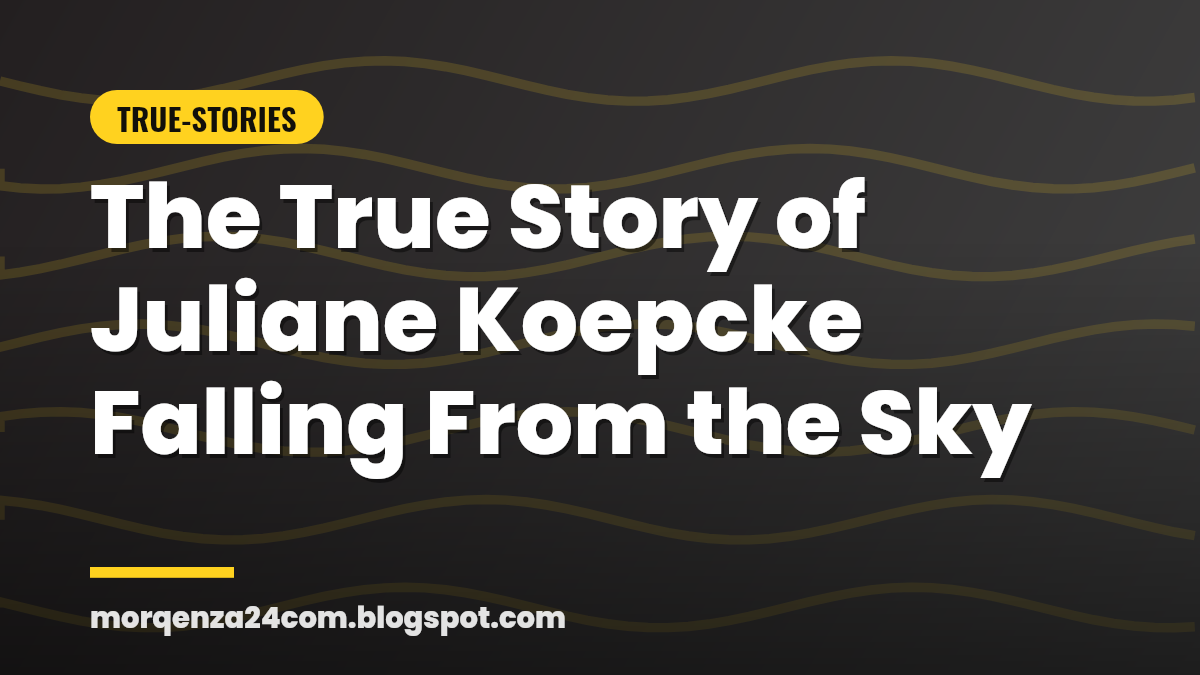 TRUE-STORIES
The True Story of
Juliane Koepcke
Falling From the Sky
morqenza24com.blogspot.com